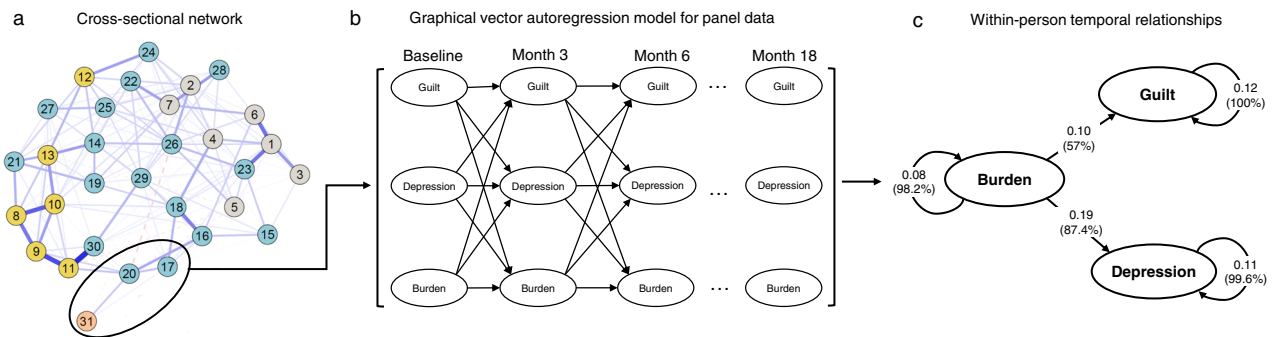 a
Cross-sectional network
24
12
22
2
28
27
25
7
6
14
26
4
1
13
21
23
3
19
29
10
8
18
5
16
15
9
30
11
20
17
31
b
Graphical vector autoregression model for panel data
Baseline
Month 3
Month 6
Month 18
Guilt
Guilt
Guilt
...
Guilt
Depression
Depression
Depression
...
Depression
Burden
Burden
Burden
...
Burden
c
Within-person temporal relationships
Guilt
0.12
(100%)
0.10
(57%)
0.08
(98.2%)
Burden
0.19
(87.4%)
Depression
0.11
(99.6%)